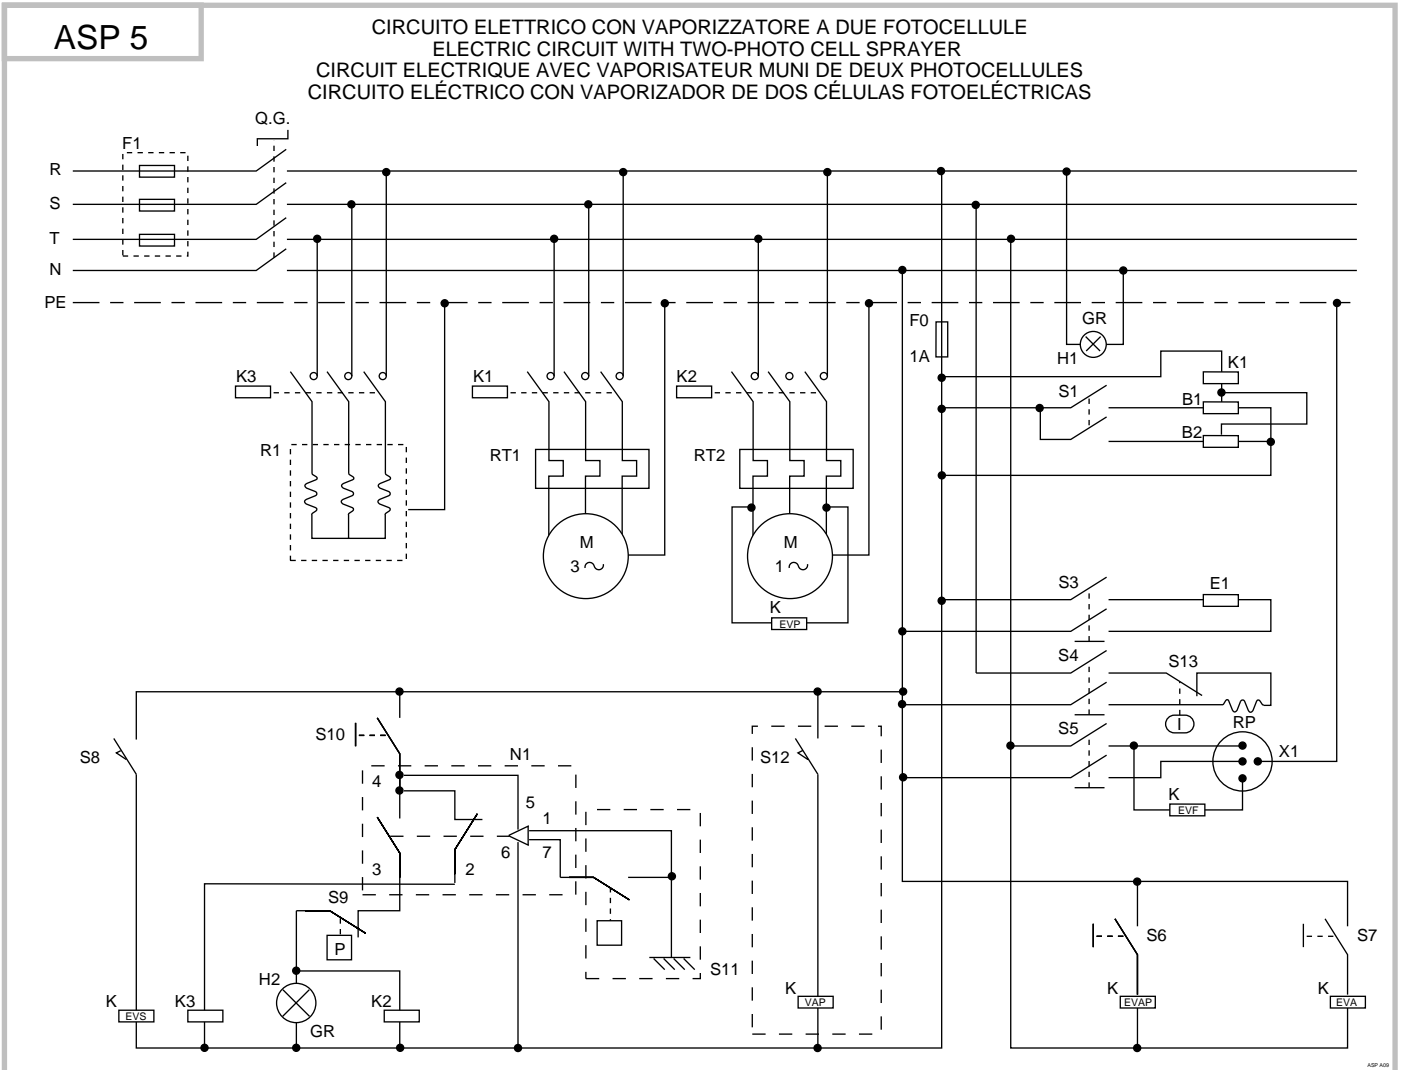 ASP 5
CIRCUITO ELETTRICO CON VAPORIZZATORE A DUE FOTOCELLULE
ELECTRIC CIRCUIT WITH TWO-PHOTO CELL SPRAYER
CIRCUIT ELECTRIQUE AVEC VAPORISATEUR MUNI DE DEUX PHOTOCELLULES
CIRCUITO ELÉCTRICO CON VAPORIZADOR DE DOS CÉLULAS FOTOELÉCTRICAS
Q.G.
F1
R
S
T
N
PE
F0
1A
GR
H1
K3
K1
K2
K1
S1
B1
B2
R1
RT1
RT2
M
3
M
1
K
EVP
S3
E1
S4
S13
I
RP
S5
X1
K
EVF
S8
S10
N1
4
5
1
3
2
6
7
S12
S9
P
S11
S6
S7
H2
GR
K
EVS
K3
K2
K
VAP
K
EVAP
K
EVA
ASP A09